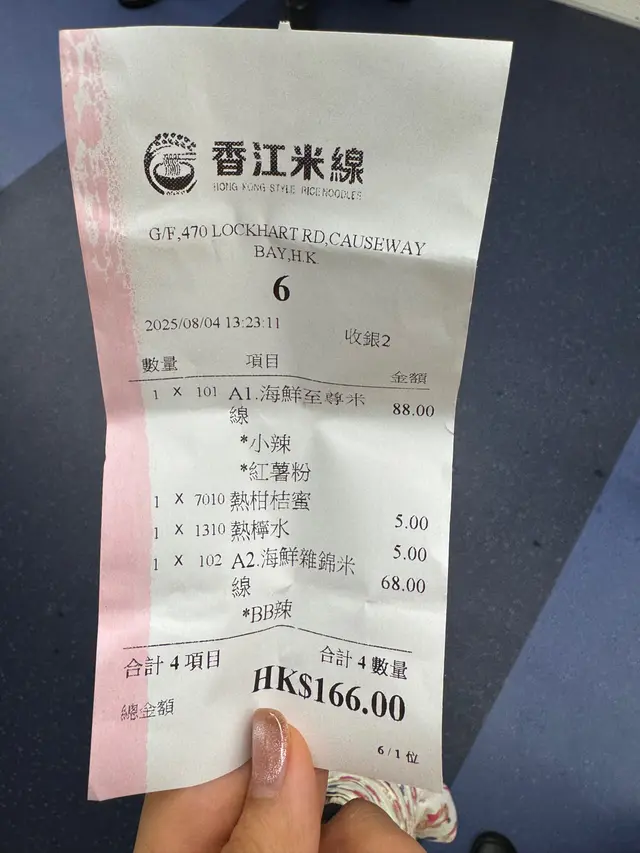 香江米線
HONG KONG STYLE RICE NOODLES
G/F,470 LOCKHART RD,CAUSEWAY
BAY,H.K.
6
2025/08/04 13:23:11 收銀2
數量 項目 金額
1 X 101 A1.海鮮至尊米 88.00
線
*小辣
*紅薯粉
1 X 7010 熱柑桔蜜 5.00
1 X 1310 熱檸水 5.00
1 X 102 A2.海鮮雜錦米 68.00
線
*BB辣
合計 4 項目 合計 4 數量
總金額 HK$166.00
6 / 1 位